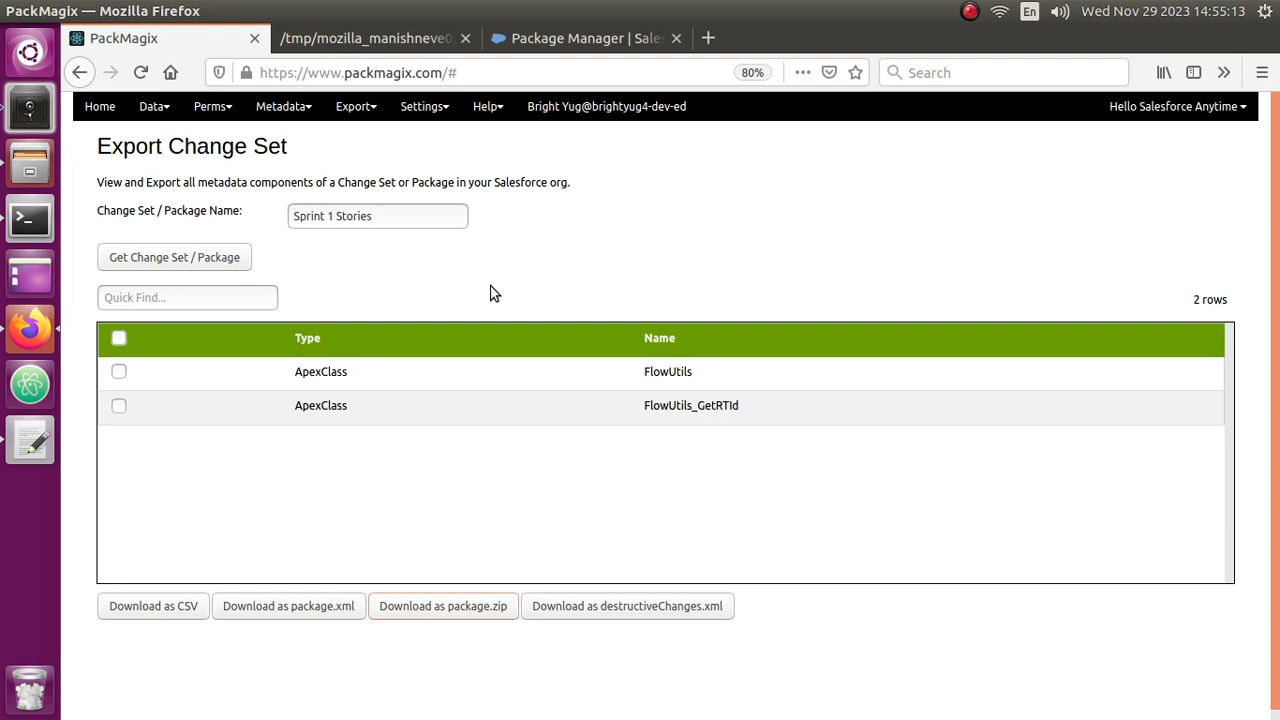 PackMagix — Mozilla Firefox
En
Wed Nov 29 2023 14:55:13
PackMagix
/tmp/mozilla_manishneve0
Package Manager | Sales
https://www.packmagix.com/#
80%
Search
Home Data▾ Perms▾ Metadata▾ Export▾ Settings▾ Help▾ Bright Yug@brightyug4-dev-ed Hello Salesforce Anytime ▾
Export Change Set
View and Export all metadata components of a Change Set or Package in your Salesforce org.
Change Set / Package Name: Sprint 1 Stories
Get Change Set / Package
Quick Find...
2 rows
Type Name
ApexClass FlowUtils
ApexClass FlowUtils_GetRTId
Download as CSV Download as package.xml Download as package.zip Download as destructiveChanges.xml